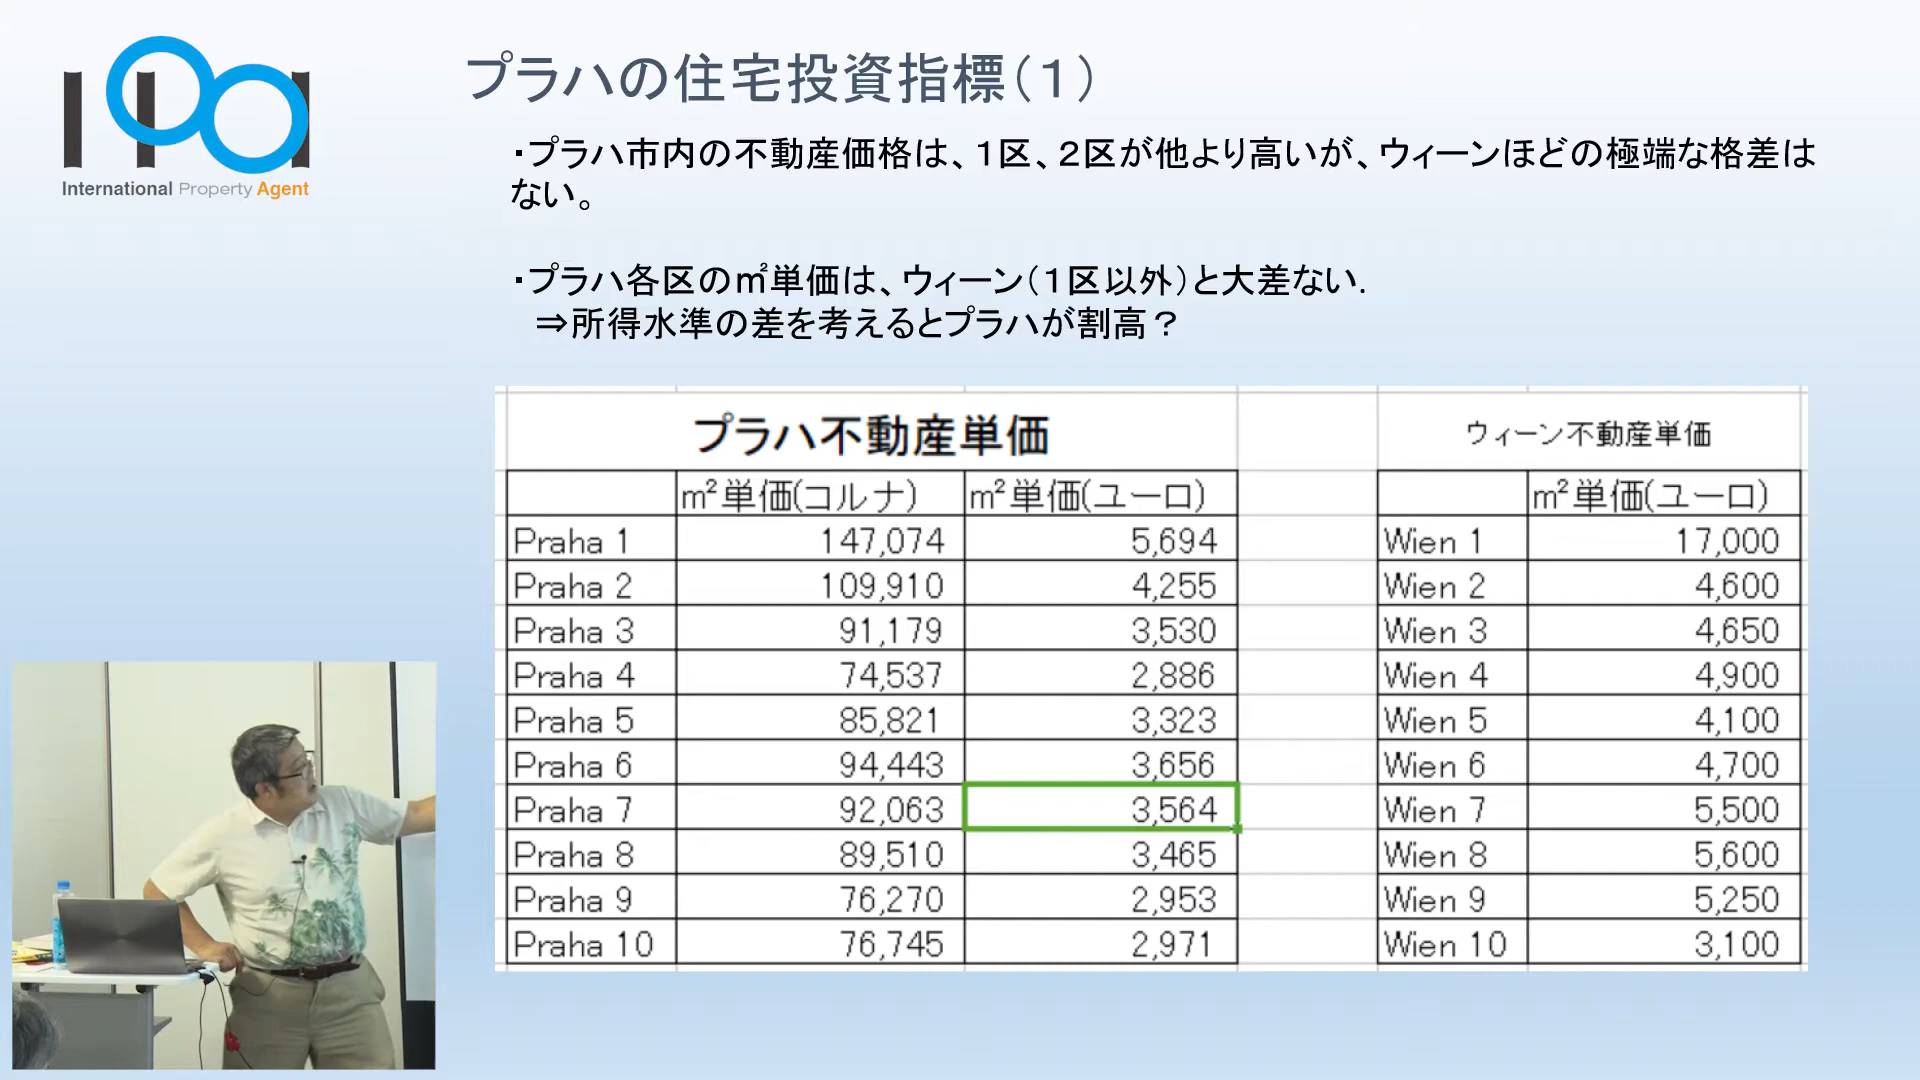 International Property Agent
プラハの住宅投資指標（１）
・プラハ市内の不動産価格は、１区、２区が他より高いが、ウィーンほどの極端な格差は
ない。
・プラハ各区の㎡単価は、ウィーン（１区以外）と大差ない.
⇒所得水準の差を考えるとプラハが割高？
プラハ不動産単価
m²単価(コルナ) m²単価(ユーロ)
Praha 1 147,074 5,694
Praha 2 109,910 4,255
Praha 3 91,179 3,530
Praha 4 74,537 2,886
Praha 5 85,821 3,323
Praha 6 94,443 3,656
Praha 7 92,063 3,564
Praha 8 89,510 3,465
Praha 9 76,270 2,953
Praha 10 76,745 2,971
ウィーン不動産単価
m²単価(ユーロ)
Wien 1 17,000
Wien 2 4,600
Wien 3 4,650
Wien 4 4,900
Wien 5 4,100
Wien 6 4,700
Wien 7 5,500
Wien 8 5,600
Wien 9 5,250
Wien 10 3,100